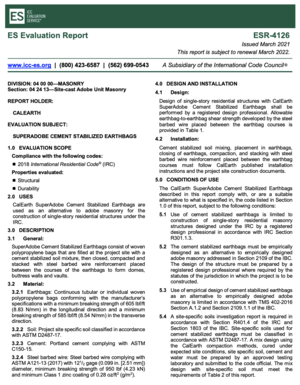 ES ICC EVALUATION SERVICE®
ES Evaluation Report
ESR-4126
Issued March 2021
This report is subject to renewal March 2022.
www.icc-es.org | (800) 423-6587 | (562) 699-0543
A Subsidiary of the International Code Council®
DIVISION: 04 00 00—MASONRY
Section: 04 24 13—Site-cast Adobe Unit Masonry
REPORT HOLDER:
CALEARTH
EVALUATION SUBJECT:
SUPERADOBE CEMENT STABILIZED EARTHBAGS
1.0 EVALUATION SCOPE
Compliance with the following codes:
■ 2018 International Residential Code® (IRC)
Properties evaluated:
■ Structural
■ Durability
2.0 USES
CalEarth SuperAdobe Cement Stabilized Earthbags are
used as an alternative to adobe masonry for the
construction of single-story residential structures under the
IRC.
3.0 DESCRIPTION
3.1 General:
SuperAdobe Cement Stabilized Earthbags consist of woven
polypropylene bags that are filled at the project site with a
cement stabilized soil mixture, then closed, compacted and
stacked with steel barbed wire reinforcement placed
between the courses of the earthbags to form domes,
buttress walls and vaults.
3.2 Material:
3.2.1 Earthbag: Continuous tubular or individual woven
polypropylene bags conforming with the manufacturer's
specifications with a minimum breaking strength of
in the longitudinal direction and a minimum
breaking strength of 585 lbf/ft (8.54 N/mm) in the transverse
direction.
3.2.2 Soil: Project site specific soil classified in accordance
with ASTM D2487-17.
3.2.3 Cement: Portland cement complying with ASTM
C150-15.
3.2.4 Steel barbed wire: Steel barbed wire complying with
ASTM A121-13 (2017) with 12½ gage (0.099 in. [2.51 mm])
diameter, minimum breaking strength of 950 lbf (4.23 kN)
and minimum Class 1 zinc coating of 0.28 oz/ft²
4.0 DESIGN AND INSTALLATION
4.1 Design:
Design of single-story residential structures with CalEarth
SuperAdobe Cement Stabilized Earthbags shall be
performed by a registered design professional. Allowable
earthbag-to-earthbag shear strength developed by the steel
barbed wire placed between the earthbag courses is
provided in Table 1.
4.2 Installation:
Cement stabilized soil mixing, placement in earthbags,
closing of earthbags, compaction, and stacking with steel
barbed wire reinforcement placed between the earthbag
courses must follow CalEarth published installation
instructions and the project site construction documents.
5.0 CONDITIONS OF USE
The CalEarth SuperAdobe Cement Stabilized Earthbags
described in this report comply with, or are a suitable
alternative to what is specified in, the code listed in Section
1.0 of this report, subject to the following conditions:
5.1 Use of cement stabilized earthbags is limited to
construction of single-story residential masonry
structures designed under the IRC by a registered
design professional in accordance with IRC Section
R301.1.3.
5.2 The cement stabilized earthbags must be empirically
designed as an alternative to empirically designed
adobe masonry addressed in Section 2109 of the IBC.
The design of the structure must be prepared by a
registered design professional where required by the
statutes of the jurisdiction in which the project is to be
constructed.
5.3 Use of empirical design of cement stabilized earthbags
as an alternative to empirically designed adobe
masonry is limited in accordance with TMS 402-2016
Section A.1.2 and Section 2109.1.1 of the IBC.
5.4 A site-specific soils investigation report is required in
accordance with Section R401.4 of the IRC and
Section 1803 of the IBC. Site-specific soils used for
cement stabilized earthbags must be classified in
accordance with ASTM D2487-17. A mix design using
the CalEarth compaction methods, cured under
expected site conditions, site specific soil, cement and
water must be prepared by an approved testing
laboratory and submitted to the code official. The mix
design with site-specific soil must meet the
requirements of Table 2 of this report.